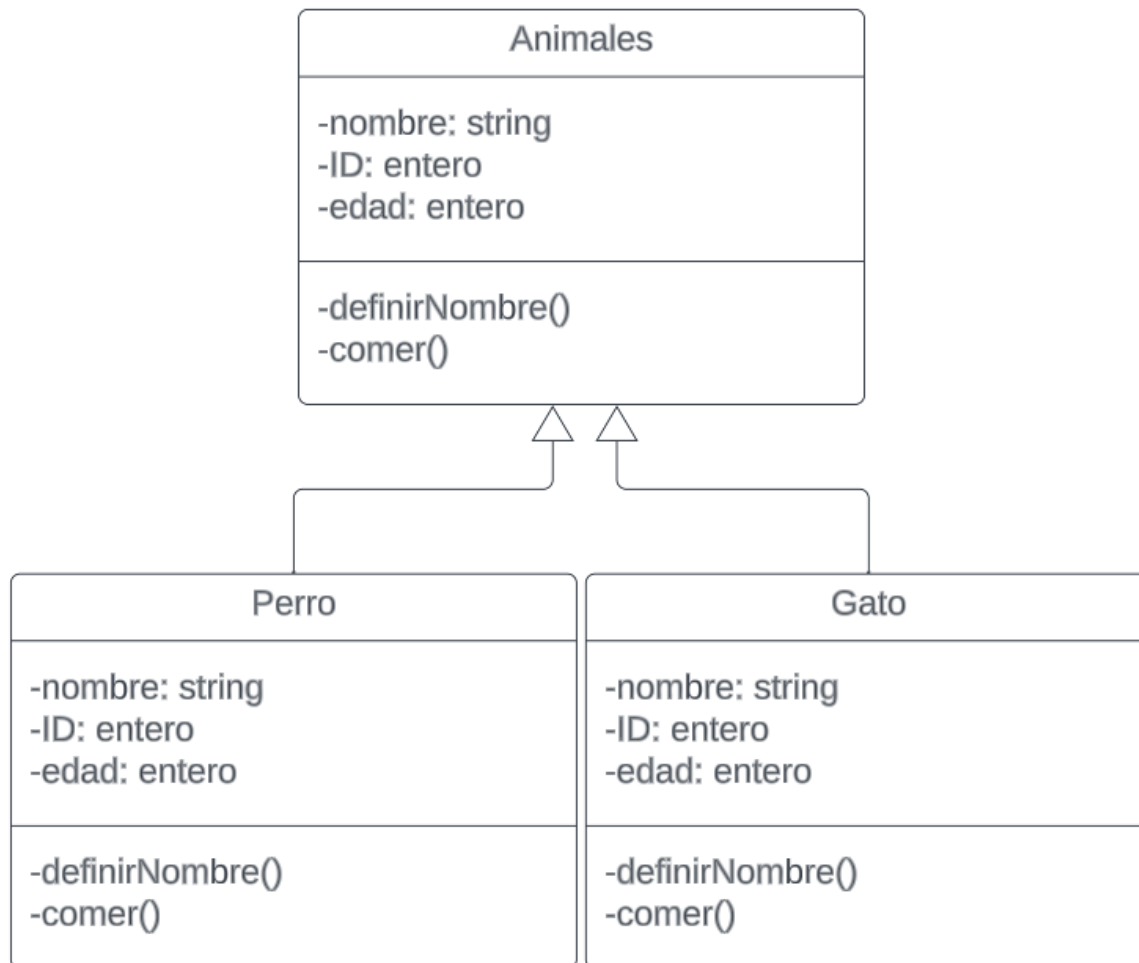 Animales
-nombre: string
-ID: entero
-edad: entero
-definirNombre()
-comer()
Perro
-nombre: string
-ID: entero
-edad: entero
-definirNombre()
-comer()
Gato
-nombre: string
-ID: entero
-edad: entero
-definirNombre()
-comer()